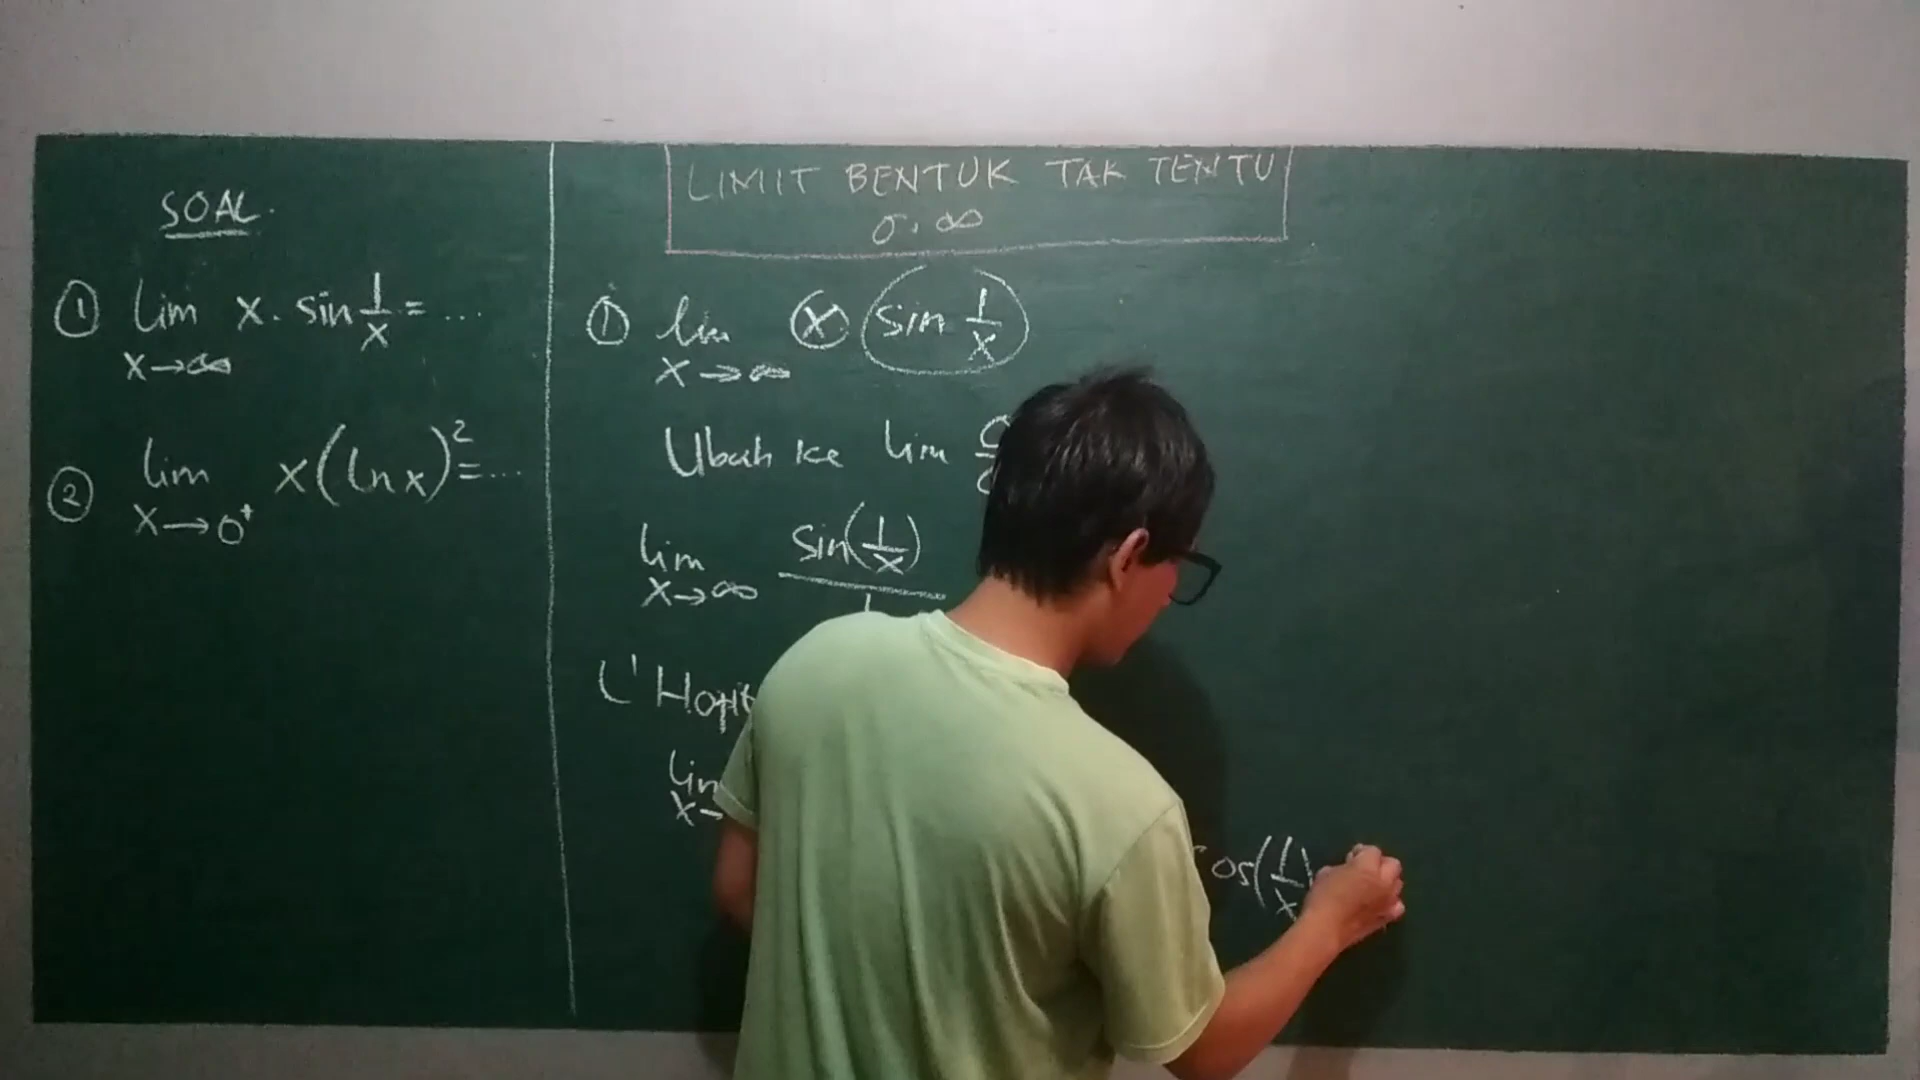 SOAL.
① lim x. sin 1/x = ...
x→∞
② lim x(ln x)² = ...
x→0⁺
LIMIT BENTUK TAK TENTU
0.∞
① lim x sin 1/x
x→∞
Ubah ke lim
lim sin(1/x)
x→∞
lim
x→
cos(1/x)